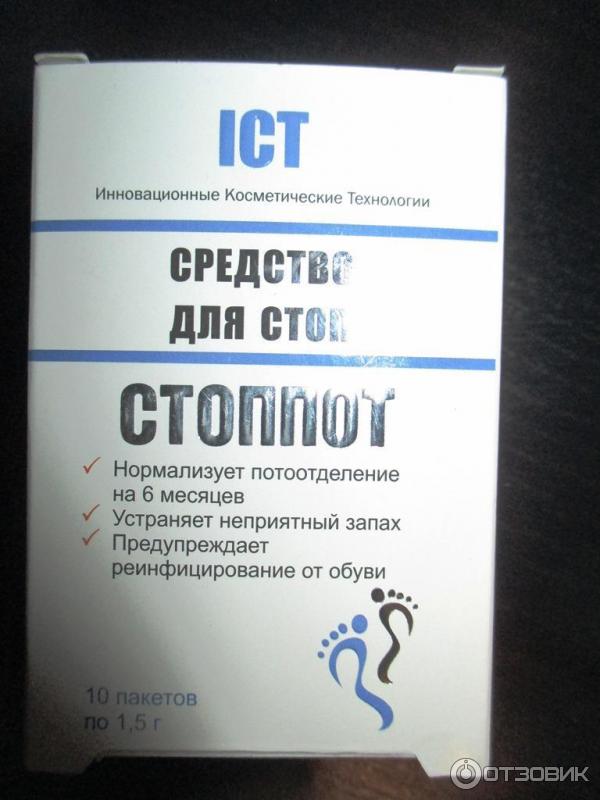 ІСТ
Инновационные Косметические Технологии
СРЕДСТВО
ДЛЯ СТОП
СТОППОТ
Нормализует потоотделение
на 6 месяцев
Устраняет неприятный запах
Предупреждает
реинфицирование от обуви
10 пакетов
по 1,5 г
ОТЗОВИК